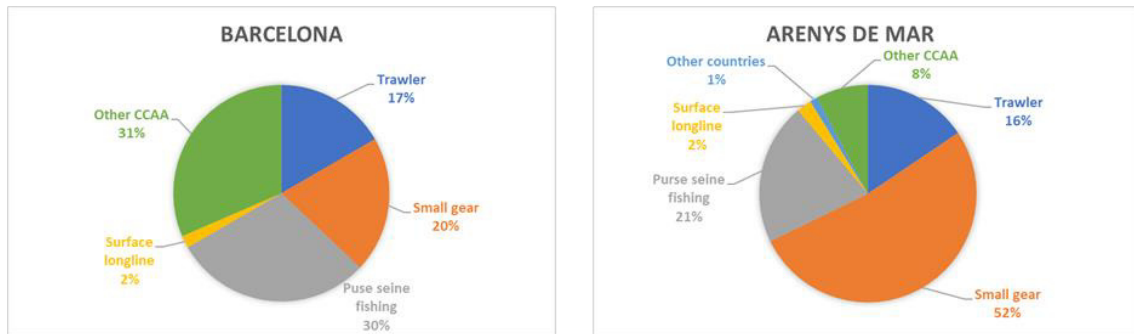 BARCELONA
Trawler
17%
Other CCAA
31%
Small gear
20%
Surface
longline
2%
Puse seine
fishing
30%
ARENYS DE MAR
Other countries
1%
Other CCAA
8%
Surface
longline
2%
Trawler
16%
Purse seine
fishing
21%
Small gear
52%